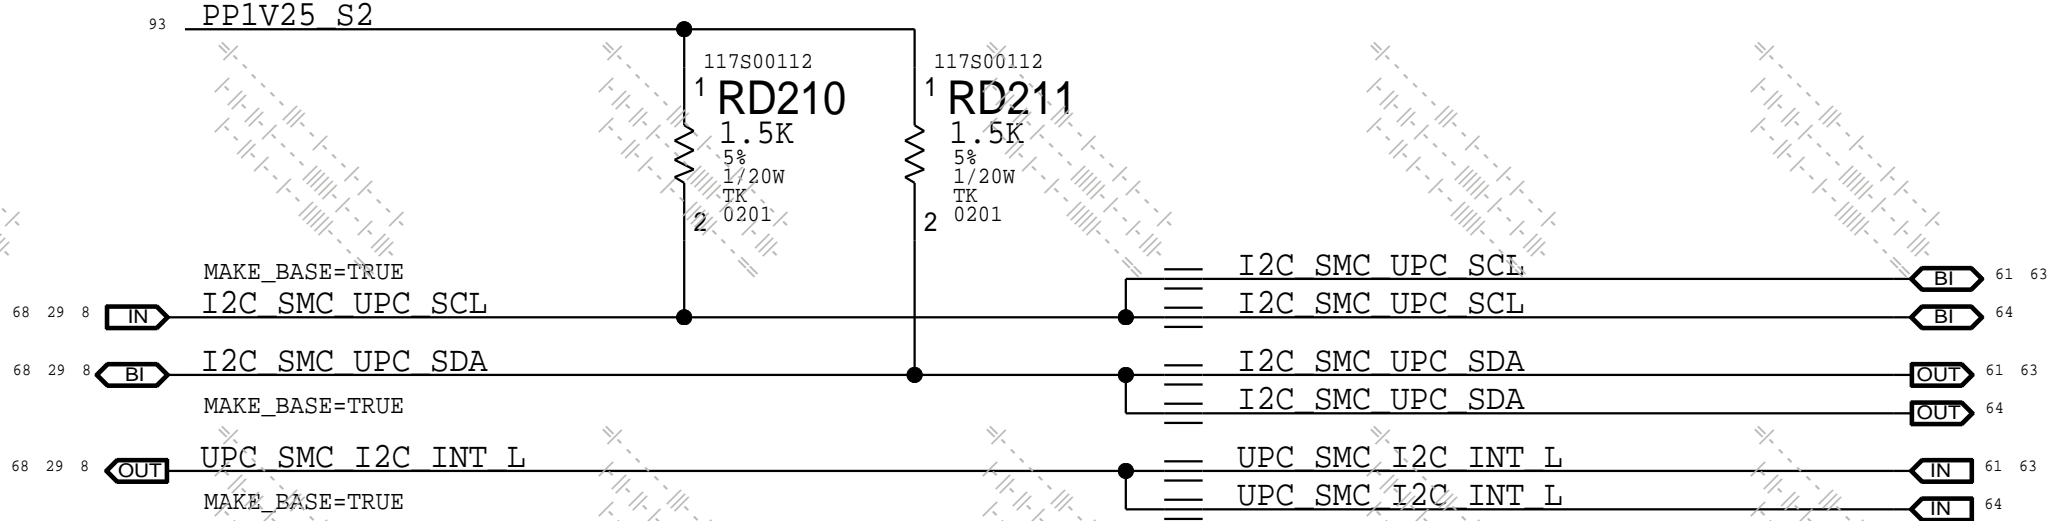 93 PP1V25_S2
117S00112
1 RD210
1.5K
5%
1/20W
TK
0201
2
117S00112
1 RD211
1.5K
5%
1/20W
TK
0201
2
MAKE_BASE=TRUE
68 29 8 IN I2C_SMC_UPC_SCL
68 29 8 BI I2C_SMC_UPC_SDA
MAKE_BASE=TRUE
68 29 8 OUT UPC_SMC_I2C_INT_L
MAKE_BASE=TRUE
I2C_SMC_UPC_SCL BI 61 63
I2C_SMC_UPC_SCL BI 64
I2C_SMC_UPC_SDA OUT 61 63
I2C_SMC_UPC_SDA OUT 64
UPC_SMC_I2C_INT_L IN 61 63
UPC_SMC_I2C_INT_L IN 64